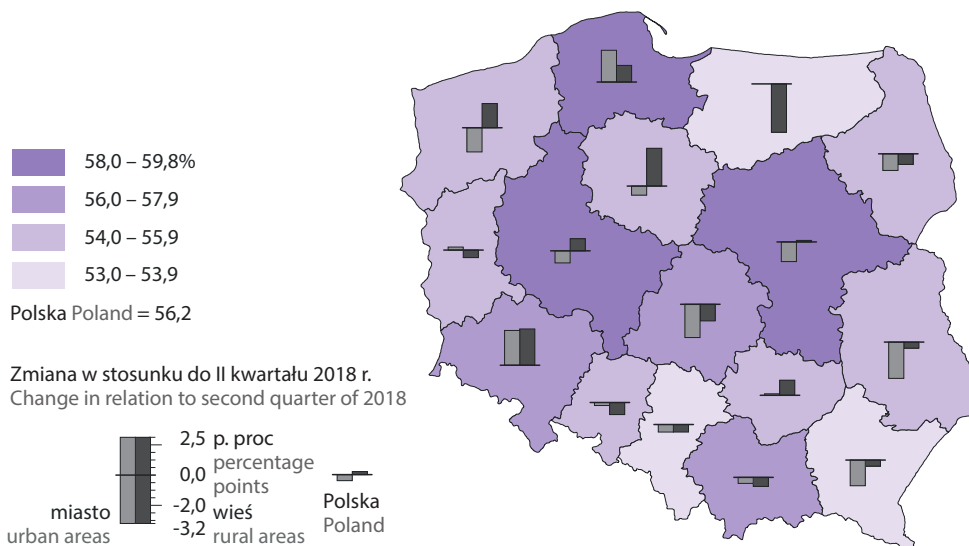 58,0 – 59,8%
56,0 – 57,9
54,0 – 55,9
53,0 – 53,9
Polska Poland = 56,2
Zmiana w stosunku do II kwartału 2018 r.
Change in relation to second quarter of 2018
2,5 p. proc
percentage
0,0 points
-2,0
miasto -3,2 wieś
urban areas rural areas
Polska
Poland